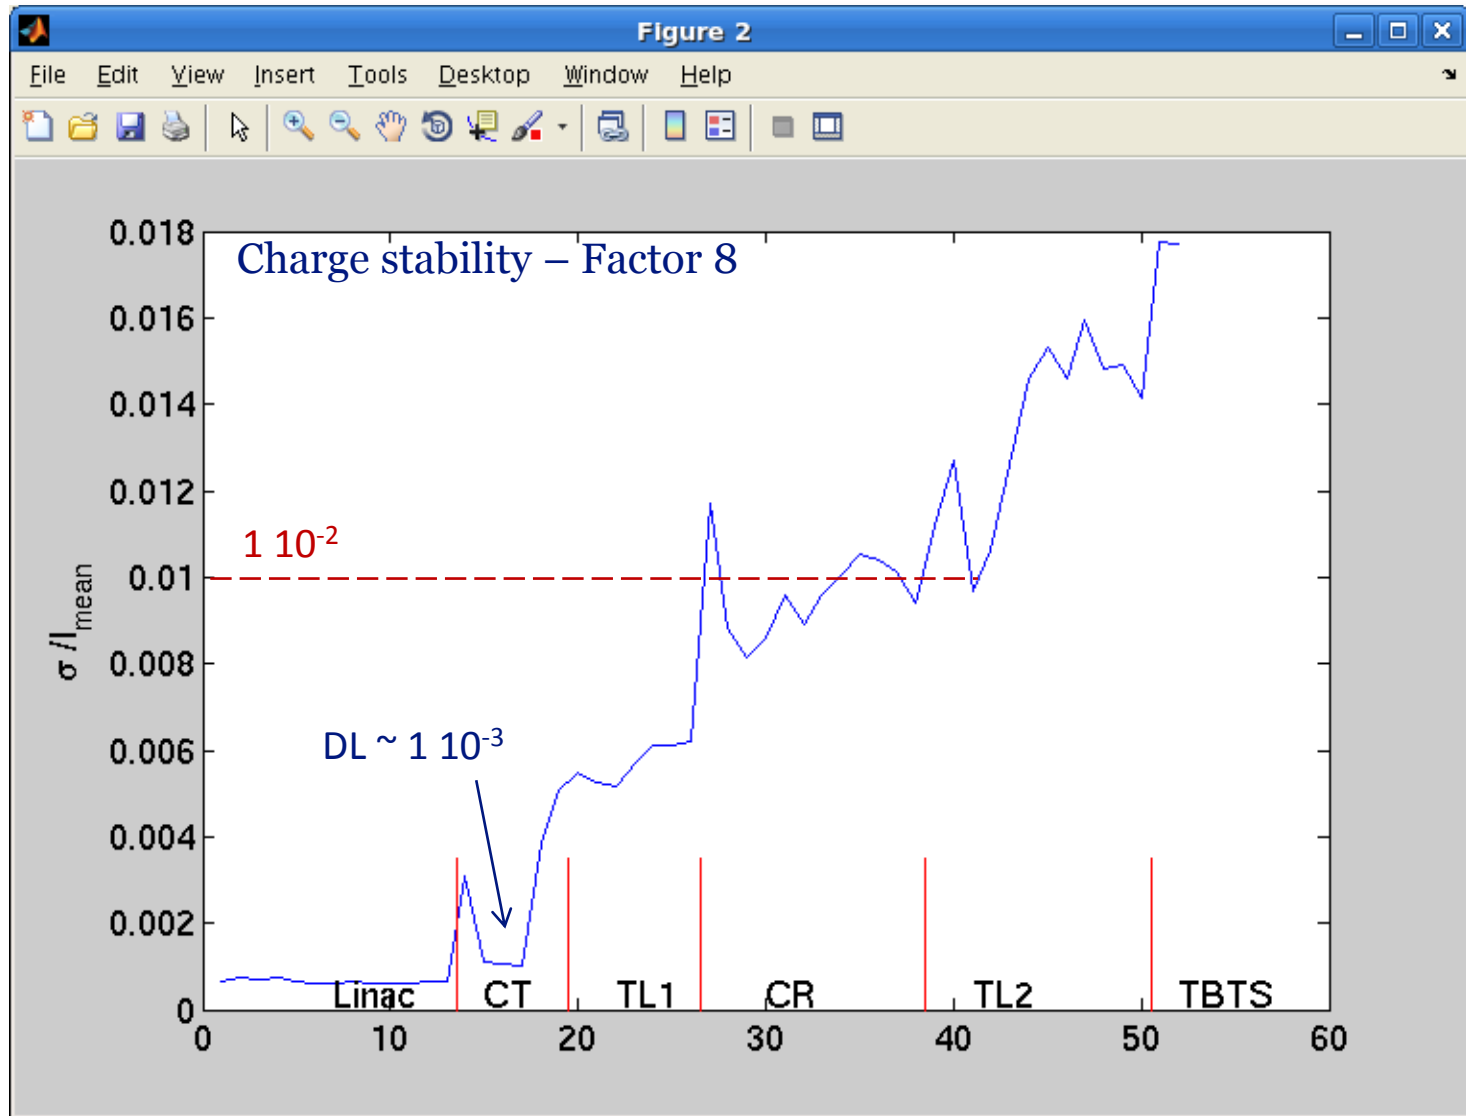 Figure 2
File Edit View Insert Tools Desktop Window Help
Charge stability – Factor 8
0.018
0.016
0.014
0.012
0.01
0.008
0.006
0.004
0.002
0
σ /I_mean
1 10⁻²
DL ~ 1 10⁻³
Linac CT TL1 CR TL2 TBTS
0 10 20 30 40 50 60